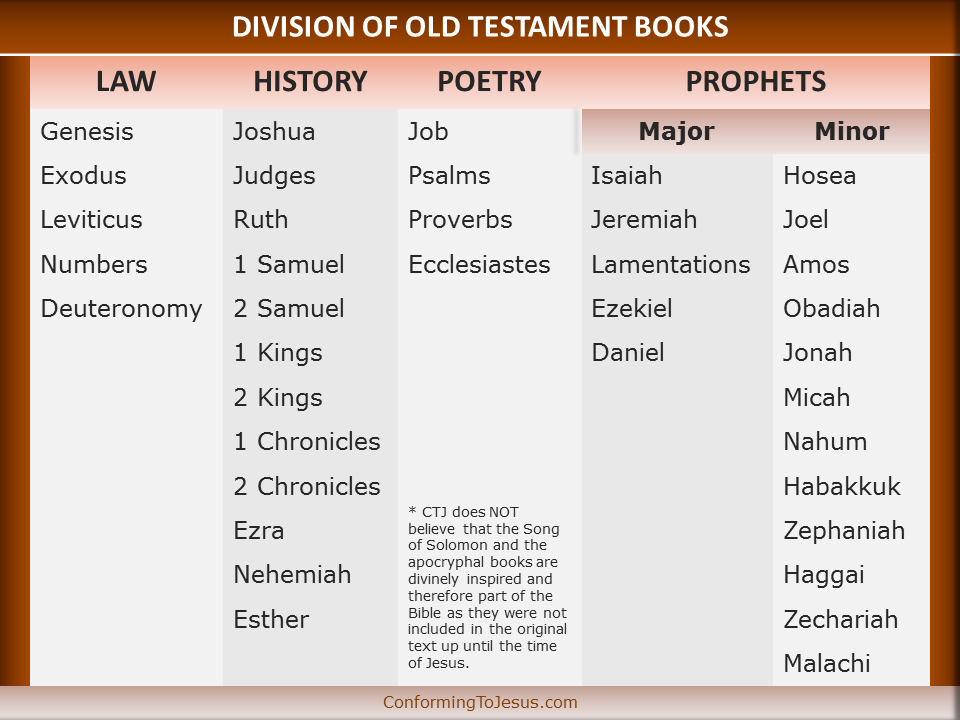 DIVISION OF OLD TESTAMENT BOOKS
LAW HISTORY POETRY PROPHETS
Genesis Joshua Job Major Minor
Exodus Judges Psalms Isaiah Hosea
Leviticus Ruth Proverbs Jeremiah Joel
Numbers 1 Samuel Ecclesiastes Lamentations Amos
Deuteronomy 2 Samuel Ezekiel Obadiah
1 Kings Daniel Jonah
2 Kings Micah
1 Chronicles Nahum
2 Chronicles Habakkuk
Ezra Zephaniah
Nehemiah Haggai
Esther Zechariah
Malachi
* CTJ does NOT
believe that the Song
of Solomon and the
apocryphal books are
divinely inspired and
therefore part of the
Bible as they were not
included in the original
text up until the time
of Jesus.
ConformingToJesus.com